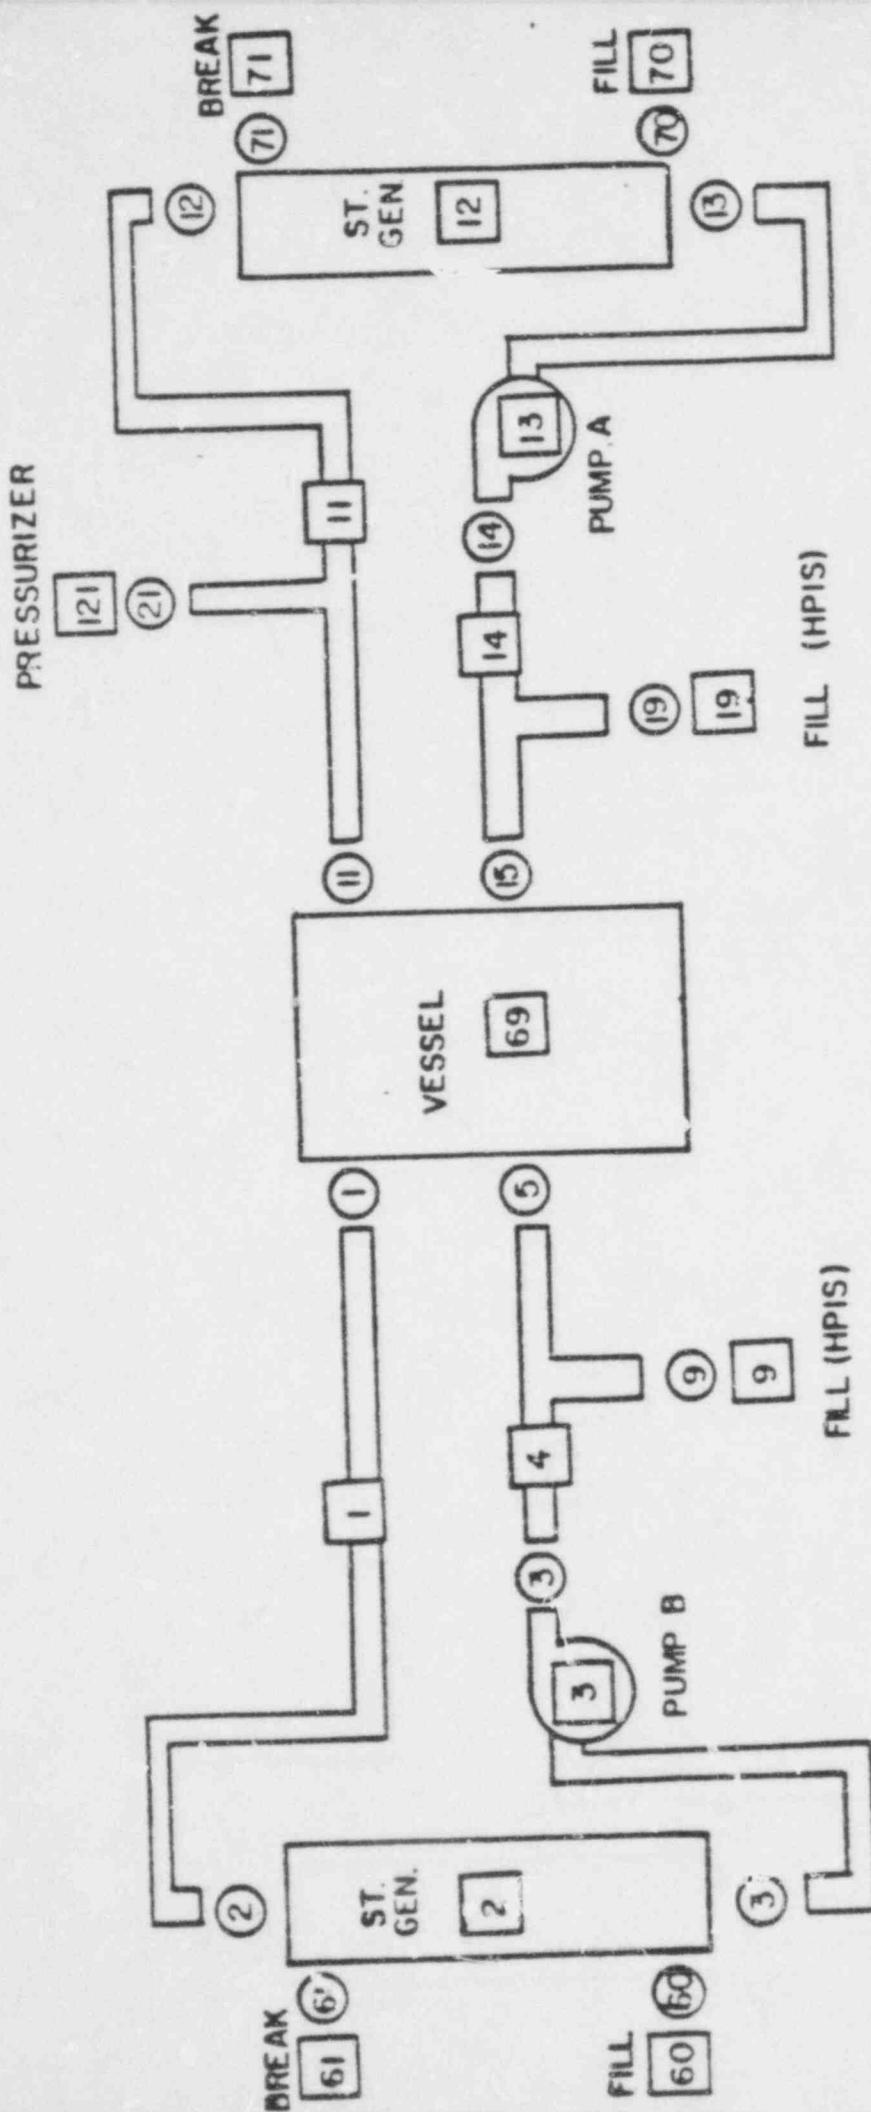 PRESSURIZER
121
21
BREAK
61
2
1
1
11
11
12
BREAK
71
71
ST.
GEN.
2
VESSEL
69
ST.
GEN.
12
FILL
60
60
3
3
PUMP B
3
4
5
15
14
14
13
PUMP A
13
FILL
70
70
9
9
FILL (HPIS)
19
19
FILL (HPIS)